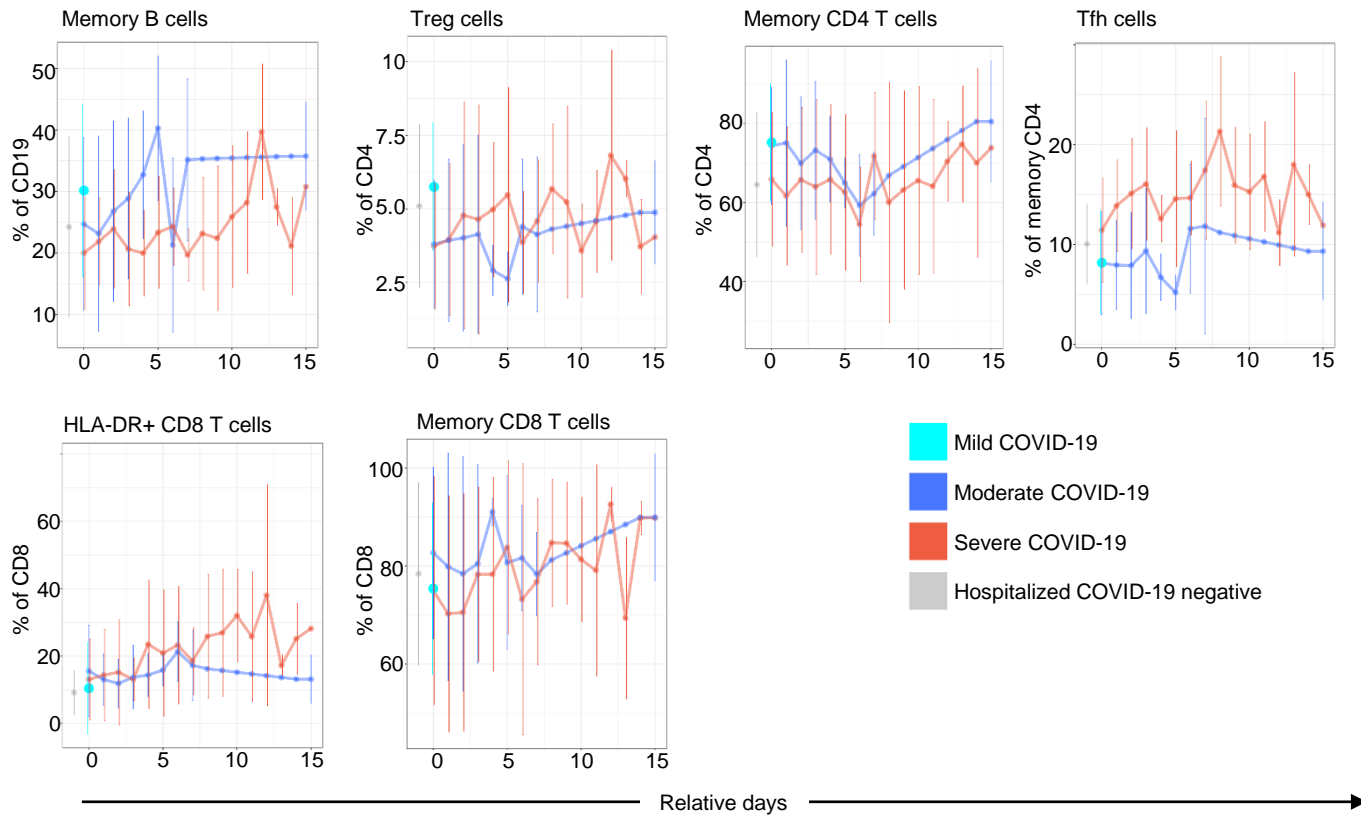 Memory B cells
Treg cells
Memory CD4 T cells
Tfh cells
% of CD19
50
40
30
20
10
0 5 10 15
% of CD4
10
7.5
5.0
2.5
0 5 10 15
% of CD4
80
60
40
0 5 10 15
% of memory CD4
20
10
0
0 5 10 15
HLA-DR+ CD8 T cells
Memory CD8 T cells
% of CD8
60
40
20
0
0 5 10 15
% of CD8
100
80
60
0 5 10 15
Mild COVID-19
Moderate COVID-19
Severe COVID-19
Hospitalized COVID-19 negative
Relative days